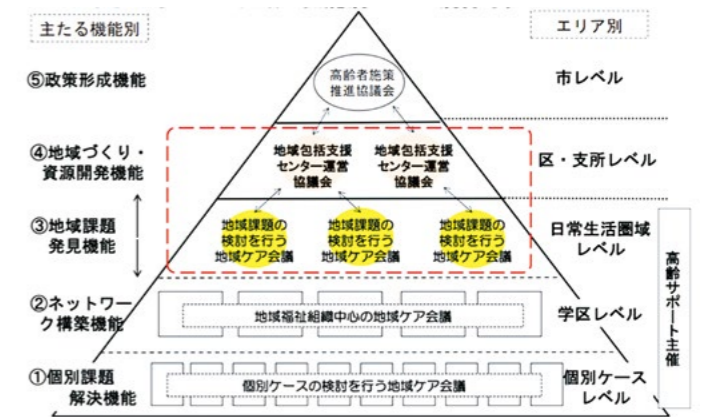 主たる機能別
エリア別
⑤政策形成機能
高齢者施策
推進協議会
市レベル
④地域づくり・
資源開発機能
地域包括支援
センター運営
協議会
地域包括支援
センター運営
協議会
区・支所レベル
③地域課題
発見機能
地域課題の
検討を行う
地域ケア会議
地域課題の
検討を行う
地域ケア会議
地域課題の
検討を行う
地域ケア会議
日常生活圏域
レベル
②ネットワー
ク構築機能
地域福祉組織中心の地域ケア会議
学区レベル
①個別課題
解決機能
個別ケースの検討を行う地域ケア会議
個別ケース
レベル
高齢サポート主催